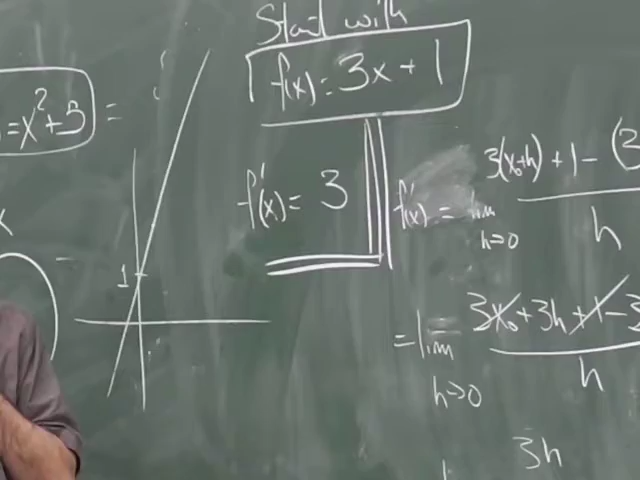 Start with
f(x) = 3x + 1
= x² + 5 =
f'(x) = 3
f'(x) = lim h→0 3(x₀+h) + 1 - (3
h
1
= lim h→0 3x₀ + 3h + 1 - 3
h
3h